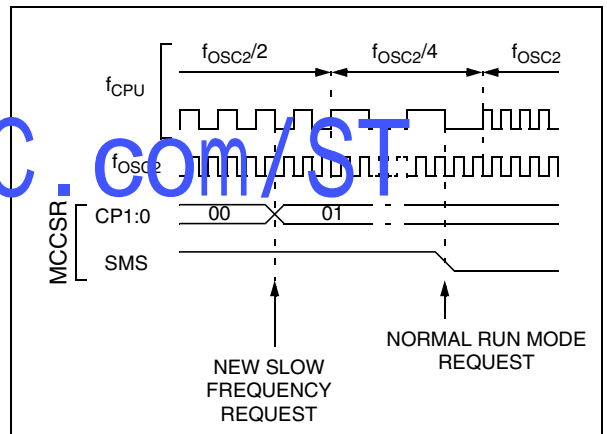 fOSC2/2 fOSC2/4 fOSC2
fCPU
C.com/ST
fOSC2
MCCSR
CP1:0 00 01
SMS
NEW SLOW
FREQUENCY
REQUEST
NORMAL RUN MODE
REQUEST